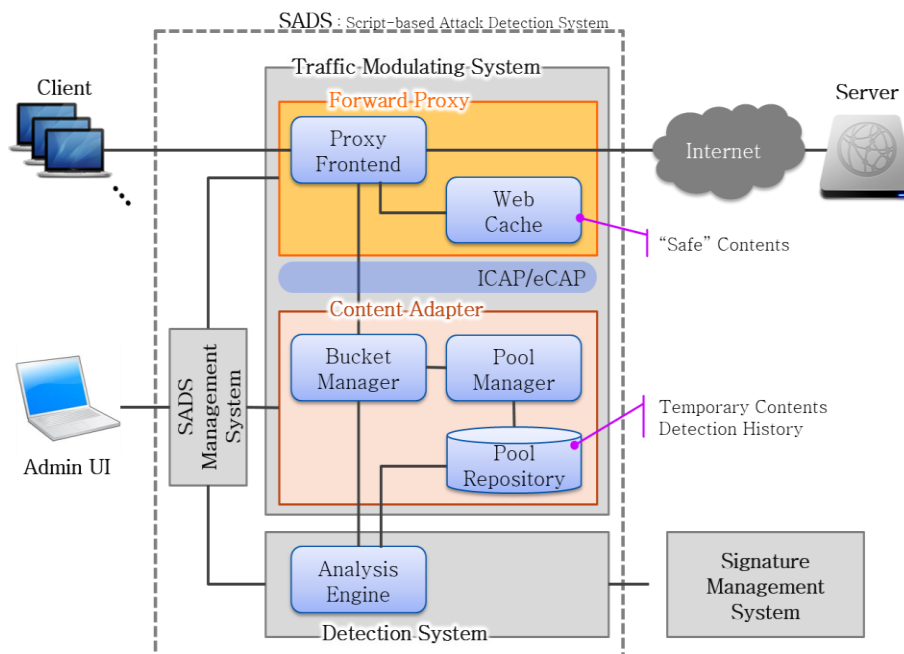 SADS : Script-based Attack Detection System
Traffic Modulating System
Client
Forward Proxy
Server
Proxy
Frontend
Internet
Web
Cache
“Safe” Contents
ICAP/eCAP
Content Adapter
SADS
Management
System
Bucket
Manager
Pool
Manager
Temporary Contents
Detection History
Admin UI
Pool
Repository
Analysis
Engine
Signature
Management
System
Detection System